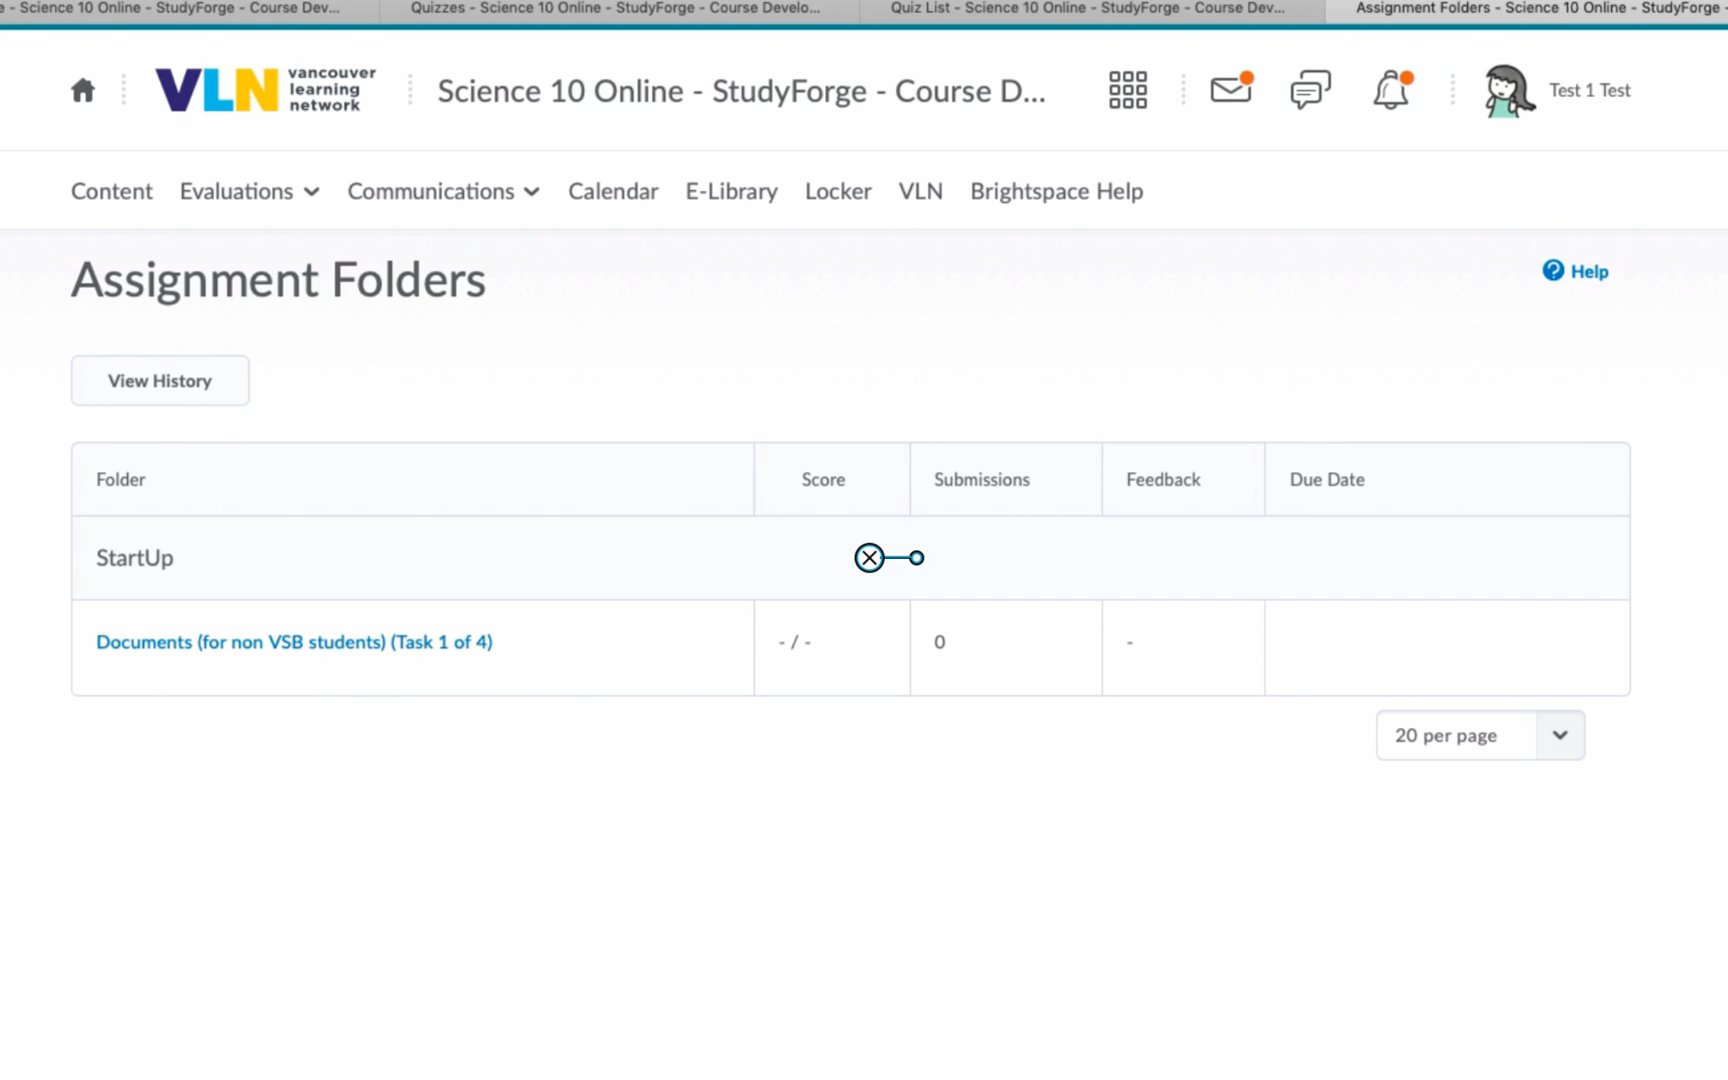 e - Science 10 Online - StudyForge - Course Dev...
Quizzes - Science 10 Online - StudyForge - Course Develo...
Quiz List - Science 10 Online - StudyForge - Course Dev...
Assignment Folders - Science 10 Online - StudyForge -
VLN
vancouver
learning
network
Science 10 Online - StudyForge - Course D...
Test 1 Test
Content Evaluations Communications Calendar E-Library Locker VLN Brightspace Help
Assignment Folders
? Help
View History
Folder Score Submissions Feedback Due Date
StartUp
Documents (for non VSB students) (Task 1 of 4) - / - 0 -
20 per page